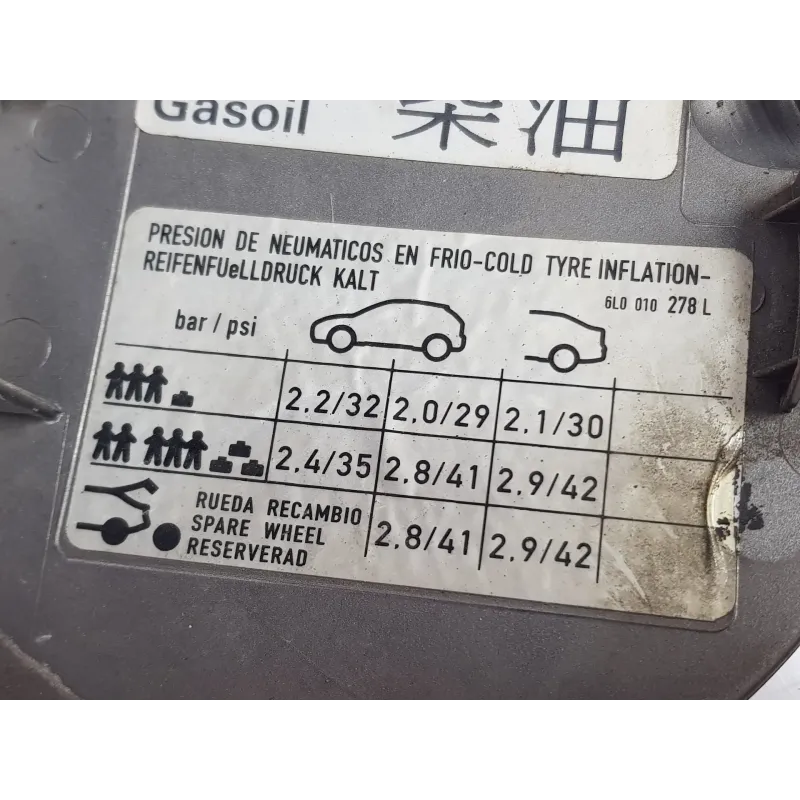 Gasoil 柴油
PRESION DE NEUMATICOS EN FRIO-COLD TYRE INFLATION-
REIFENFUeLLDRUCK KALT
6L0 010 278 L
bar / psi
2.2/32 2.0/29 2.1/30
2.4/35 2.8/41 2.9/42
RUEDA RECAMBIO
SPARE WHEEL
RESERVERAD
2.8/41 2.9/42